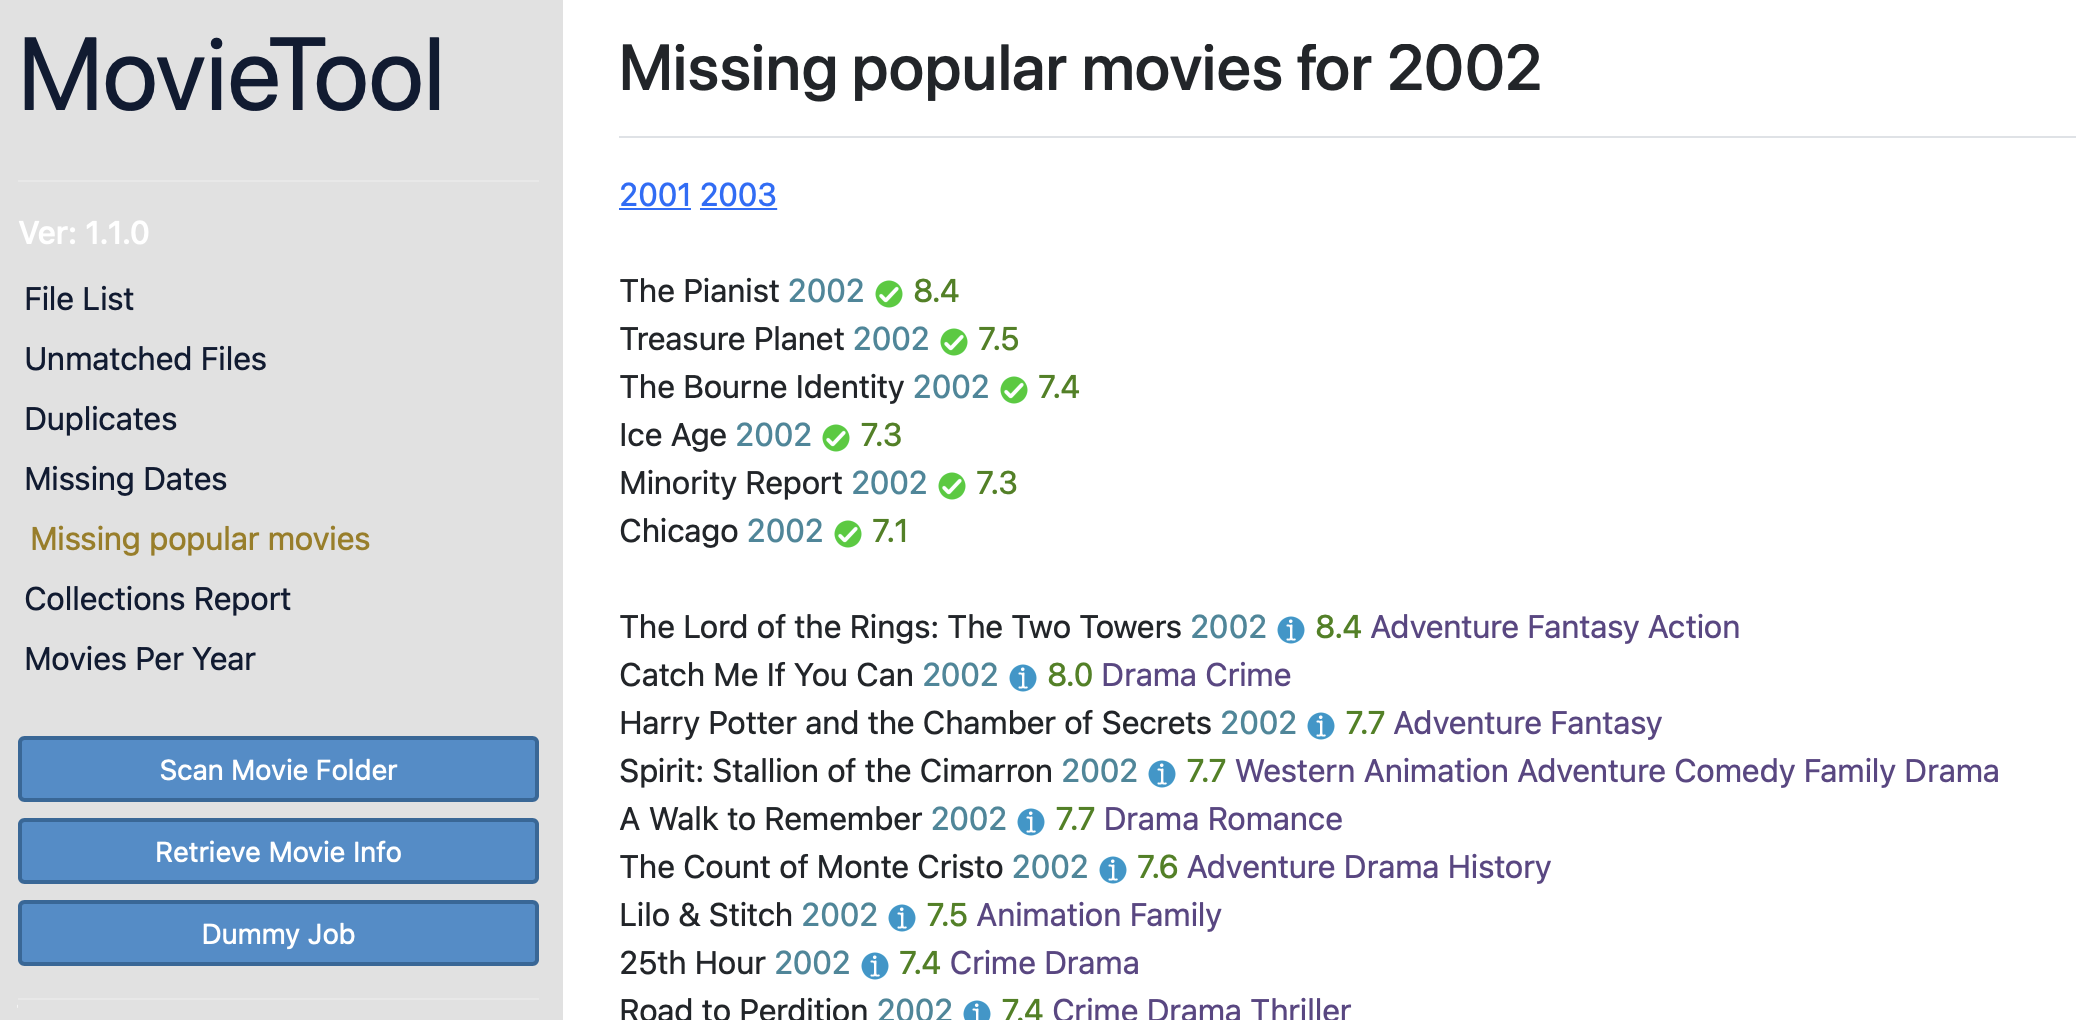 MovieTool
Ver: 1.1.0
File List
Unmatched Files
Duplicates
Missing Dates
Missing popular movies
Collections Report
Movies Per Year
Scan Movie Folder
Retrieve Movie Info
Dummy Job
Missing popular movies for 2002
2001 2003
The Pianist 2002 8.4
Treasure Planet 2002 7.5
The Bourne Identity 2002 7.4
Ice Age 2002 7.3
Minority Report 2002 7.3
Chicago 2002 7.1
The Lord of the Rings: The Two Towers 2002 8.4 Adventure Fantasy Action
Catch Me If You Can 2002 8.0 Drama Crime
Harry Potter and the Chamber of Secrets 2002 7.7 Adventure Fantasy
Spirit: Stallion of the Cimarron 2002 7.7 Western Animation Adventure Comedy Family Drama
A Walk to Remember 2002 7.7 Drama Romance
The Count of Monte Cristo 2002 7.6 Adventure Drama History
Lilo & Stitch 2002 7.5 Animation Family
25th Hour 2002 7.4 Crime Drama
Road to Perdition 2002 7.4 Crime Drama Thriller